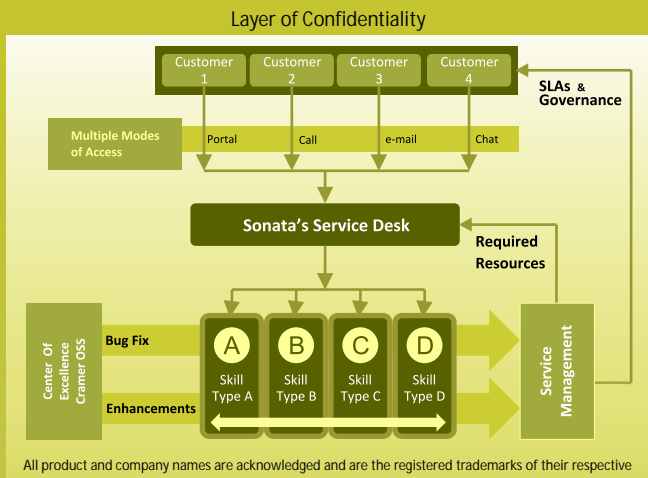 Layer of Confidentiality
Customer 1
Customer 2
Customer 3
Customer 4
SLAs &
Governance
Multiple Modes
of Access
Portal
Call
e-mail
Chat
Sonata's Service Desk
Required
Resources
Center Of
Excellence
Cramer OSS
Bug Fix
Enhancements
A
Skill
Type A
B
Skill
Type B
C
Skill
Type C
D
Skill
Type D
Service
Management
All product and company names are acknowledged and are the registered trademarks of their respective